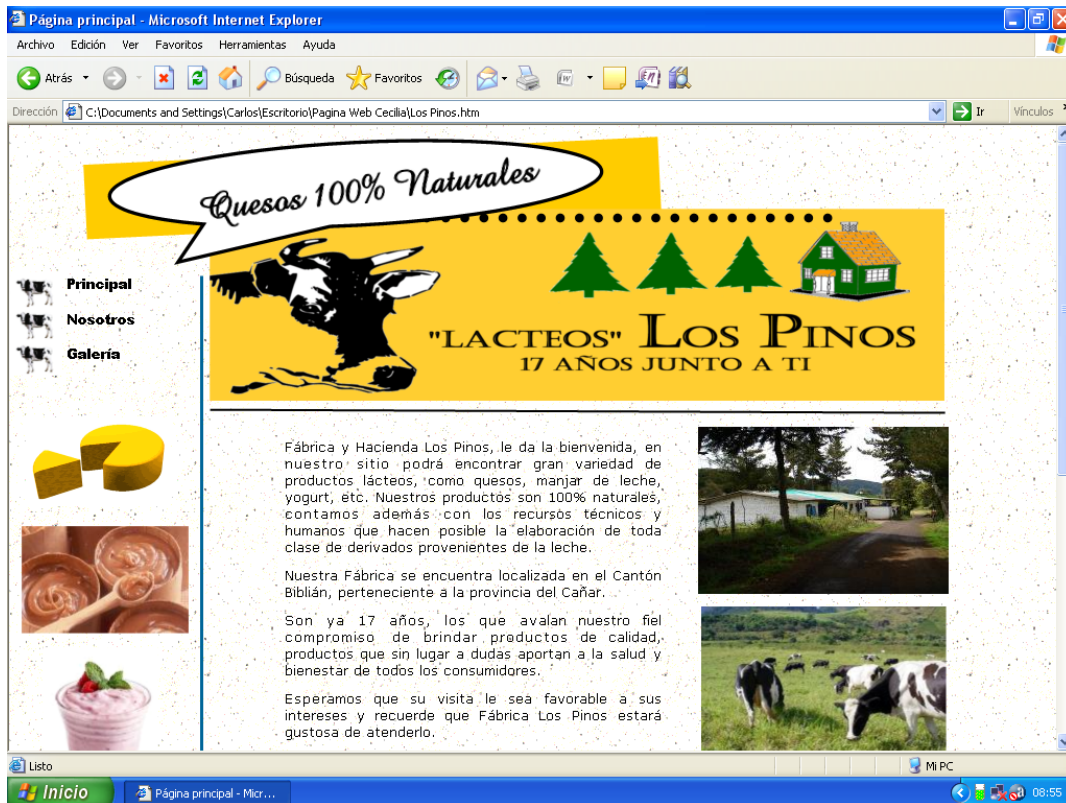 Página principal - Microsoft Internet Explorer
Archivo Edición Ver Favoritos Herramientas Ayuda
Atrás Búsqueda Favoritos
Dirección C:\Documents and Settings\Carlos\Escritorio\Pagina Web Cecilia\Los Pinos.htm Ir Vínculos
Quesos 100% Naturales
"LACTEOS" LOS PINOS
17 AÑOS JUNTO A TI
Principal
Nosotros
Galería
Fábrica y Hacienda Los Pinos, le da la bienvenida, en
nuestro sitio podrá encontrar gran variedad de
productos lácteos, como quesos, manjar de leche,
yogurt, etc. Nuestros productos son 100% naturales,
contamos además con los recursos técnicos y
humanos que hacen posible la elaboración de toda
clase de derivados provenientes de la leche.
Nuestra Fábrica se encuentra localizada en el Cantón
Biblián, perteneciente a la provincia del Cañar.
Son ya 17 años, los que avalan nuestro fiel
compromiso de brindar productos de calidad,
productos que sin lugar a dudas aportan a la salud y
bienestar de todos los consumidores.
Esperamos que su visita le sea favorable a sus
intereses y recuerde que Fábrica Los Pinos estará
gustosa de atenderlo.
Listo Mi PC
Inicio Página principal - Micr... 08:55